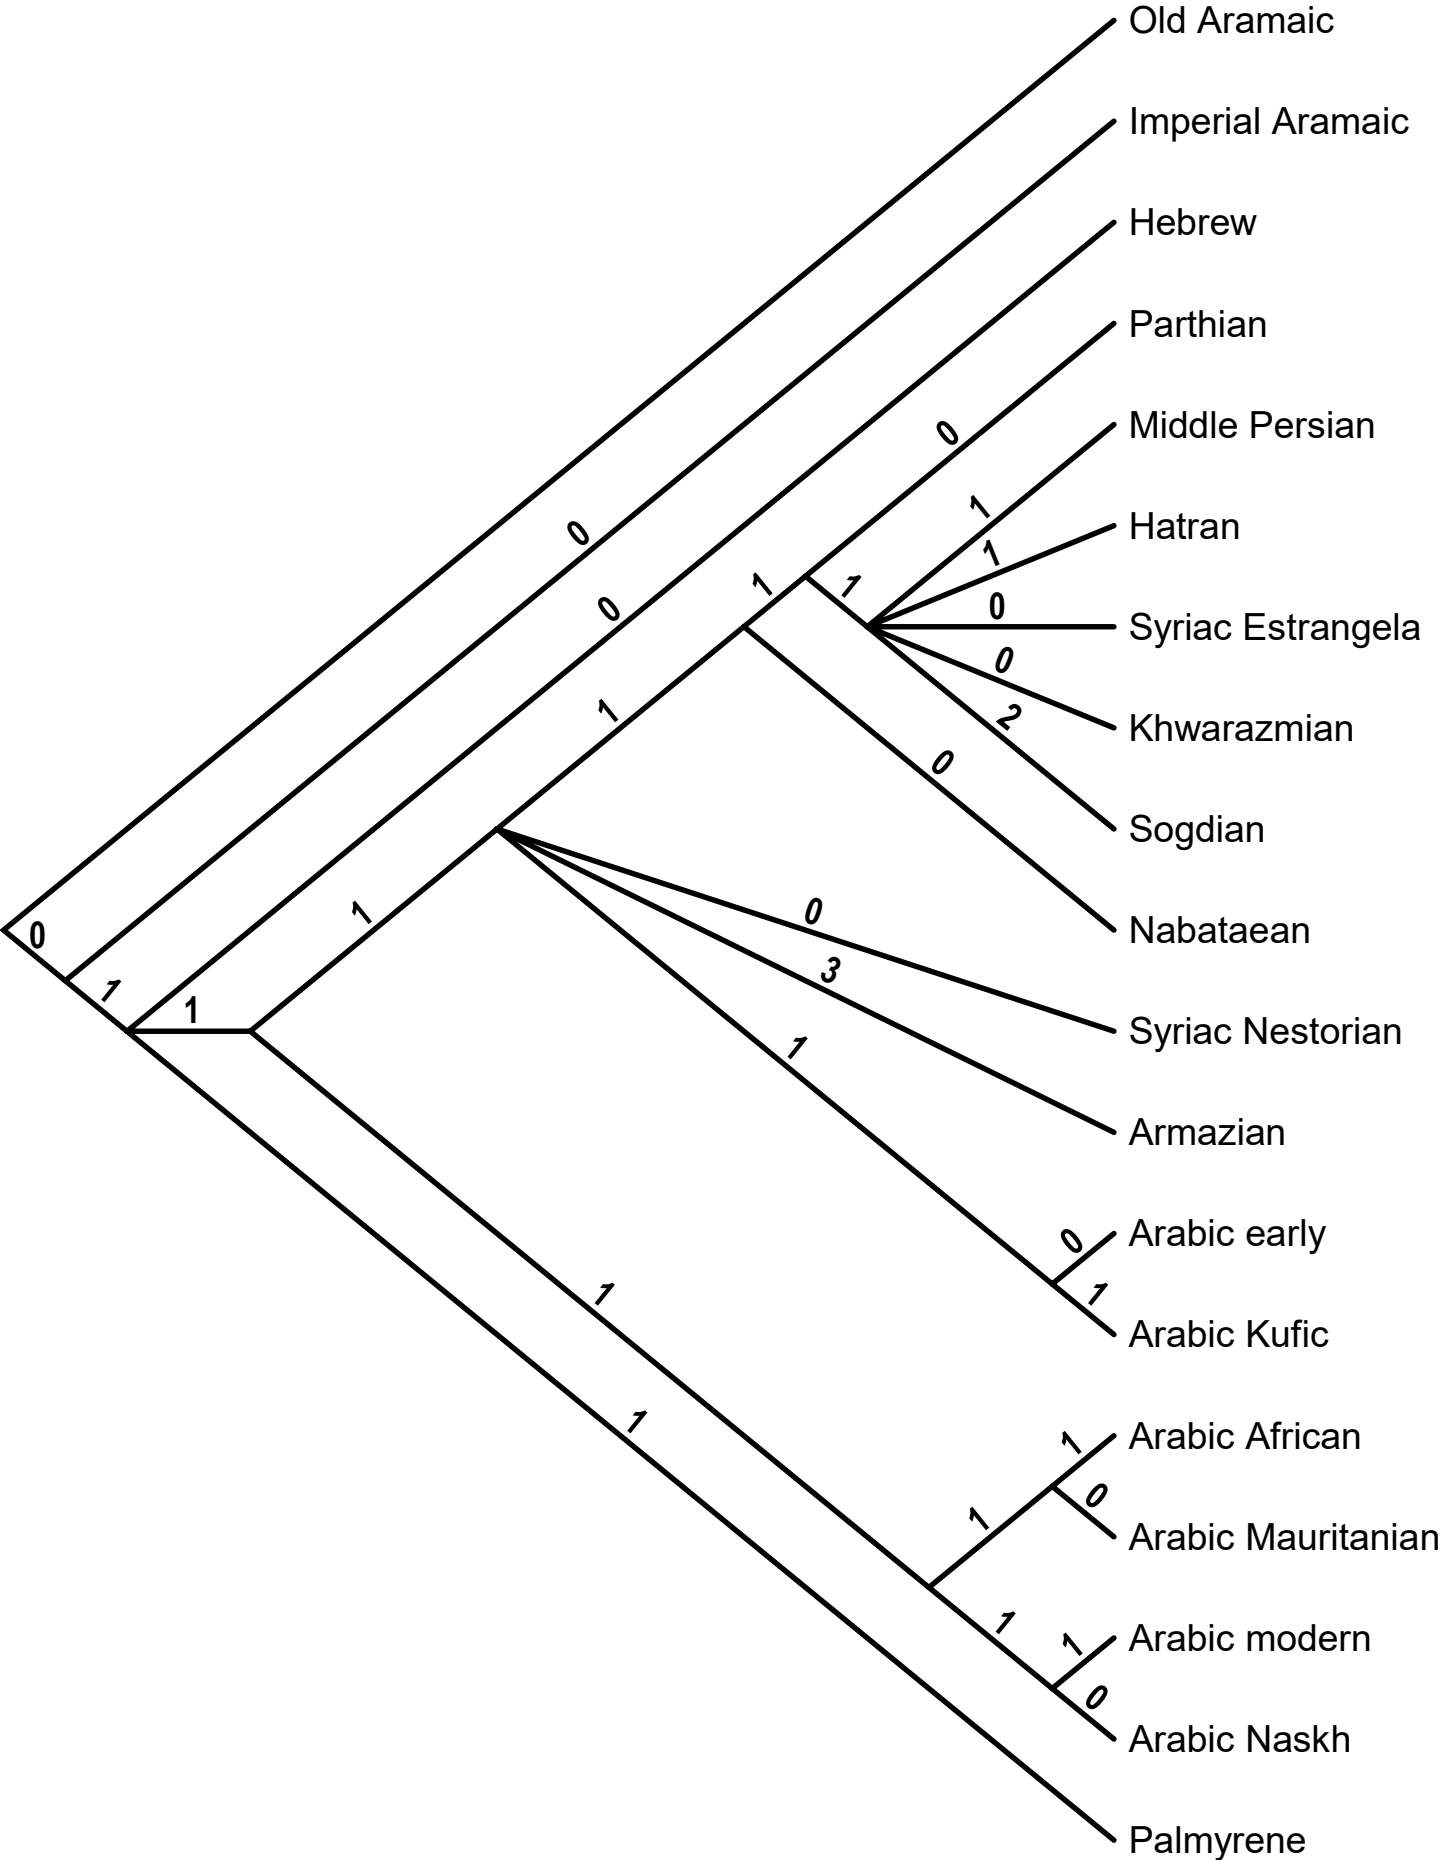 Old Aramaic
Imperial Aramaic
Hebrew
Parthian
0
Middle Persian
1
Hatran
0
1
1
1
0
Syriac Estrangela
0
0
Khwarazmian
1
2
0
Sogdian
0
1
Nabataean
0
3
1
1
Syriac Nestorian
1
Armazian
0
Arabic early
1
1
Arabic Kufic
1
1
Arabic African
1
0
Arabic Mauritanian
1
1
Arabic modern
0
Arabic Naskh
Palmyrene